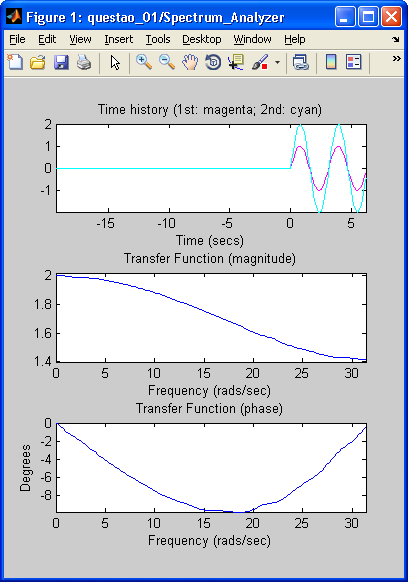 Figure 1: questao_01/Spectrum_Analyzer
File Edit View Insert Tools Desktop Window Help
Time history (1st: magenta; 2nd: cyan)
2
1
0
-1
-15 -10 -5 0 5
Time (secs)
Transfer Function (magnitude)
2
1.8
1.6
1.4
0 5 10 15 20 25 30
Frequency (rads/sec)
Transfer Function (phase)
Degrees
0
-2
-4
-6
-8
0 5 10 15 20 25 30
Frequency (rads/sec)